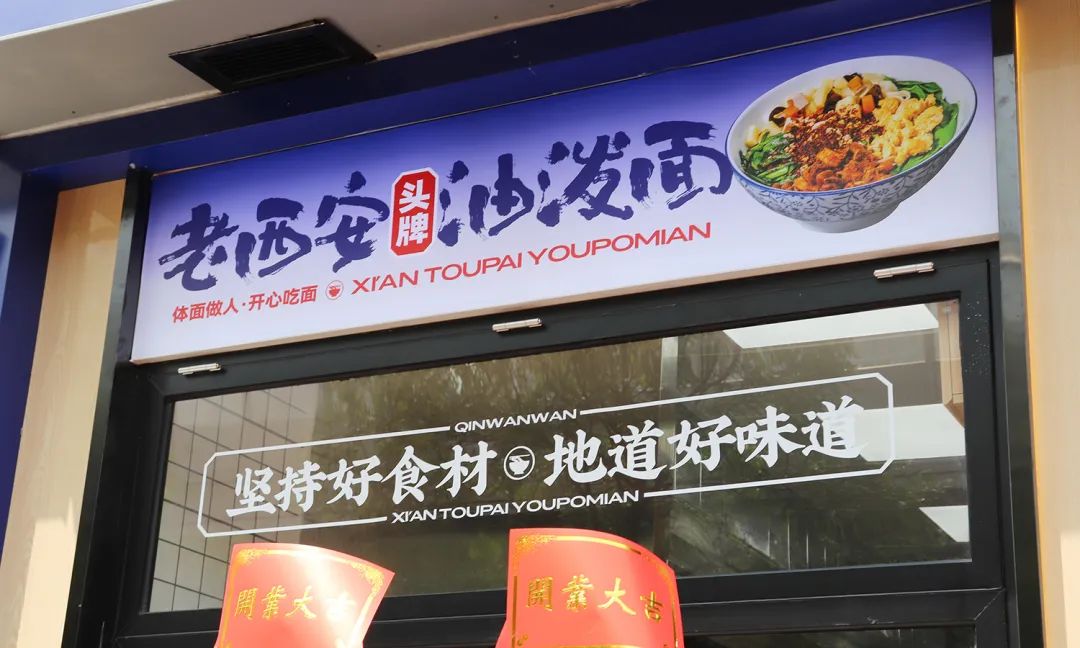 老西安头牌油泼面
XI'AN TOUPAI YOUPOMIAN
体面做人·开心吃面
QINWANWAN
坚持好食材 地道好味道
XI'AN TOUPAI YOUPOMIAN
開業大吉
開業大吉